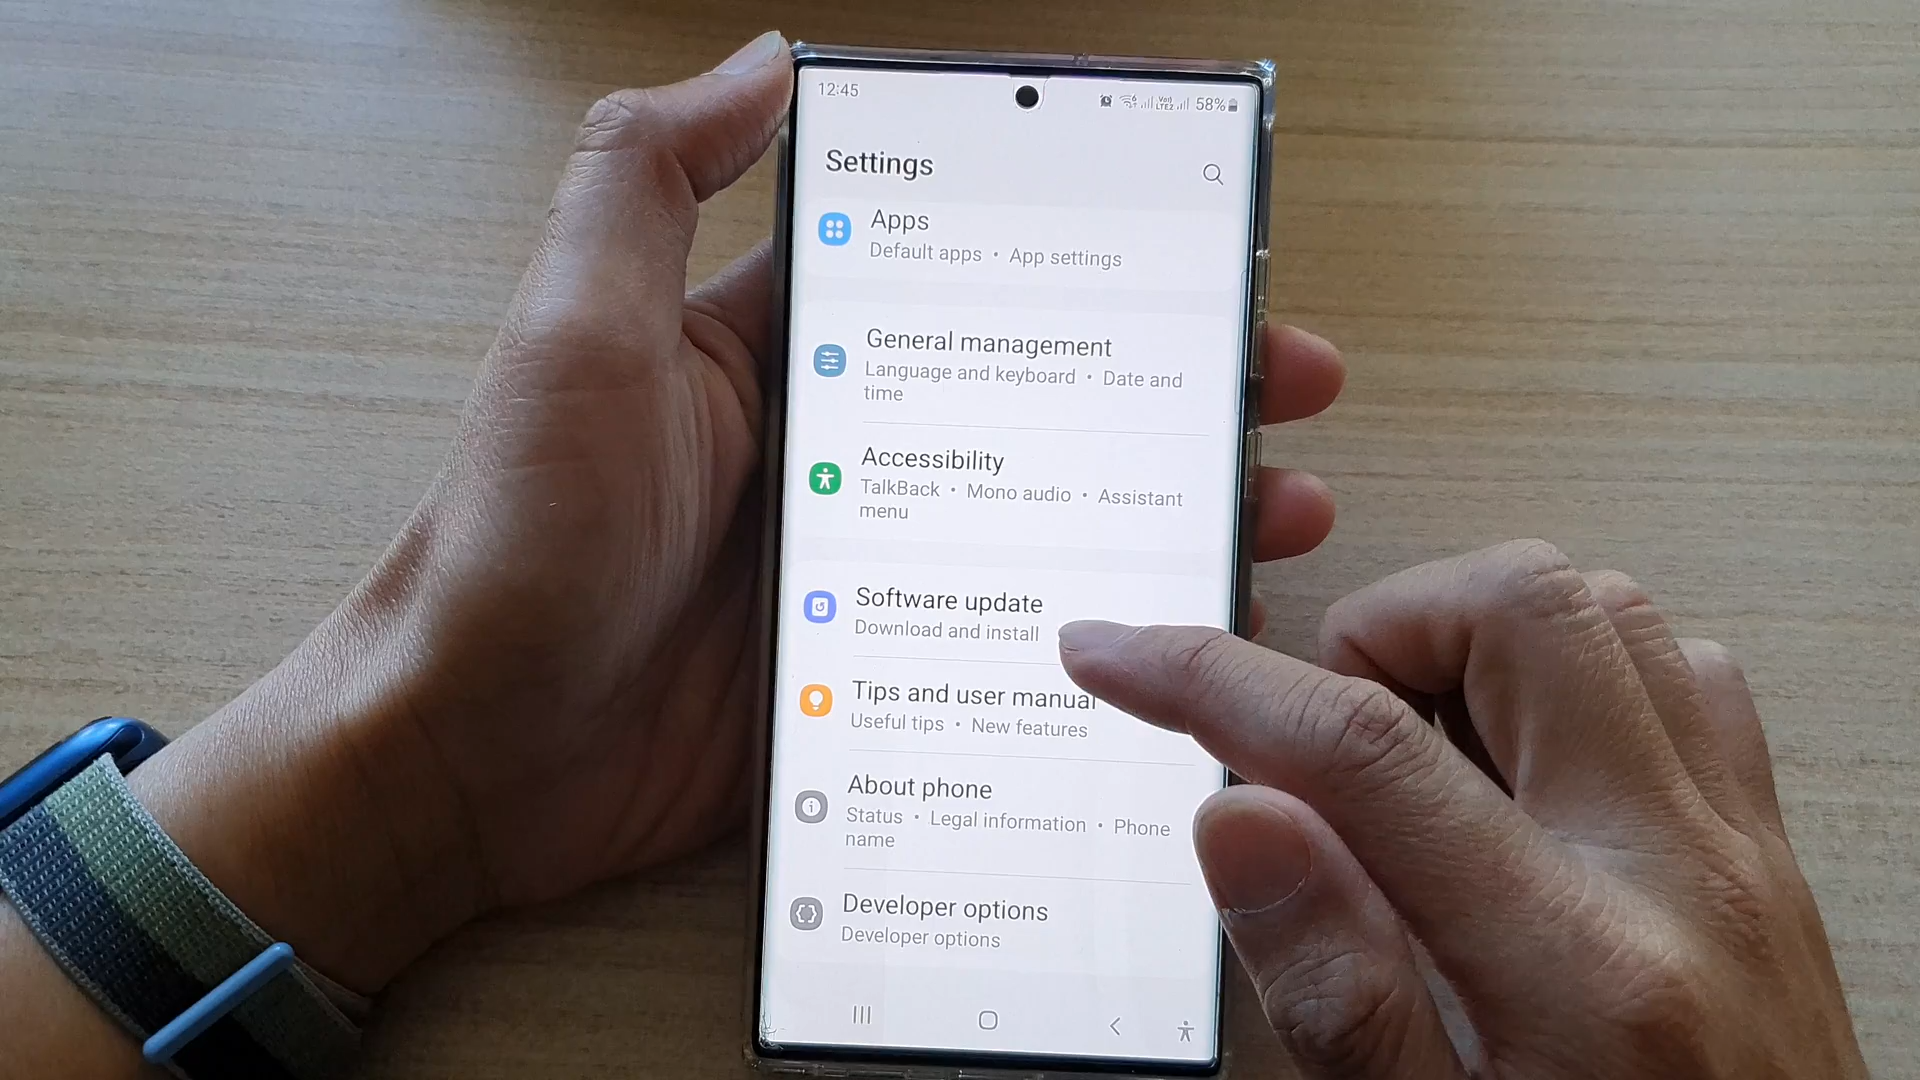 12:45
58%
Settings
Apps
Default apps • App settings
General management
Language and keyboard • Date and
time
Accessibility
TalkBack • Mono audio • Assistant
menu
Software update
Download and install
Tips and user manual
Useful tips • New features
About phone
Status • Legal information • Phone
name
Developer options
Developer options